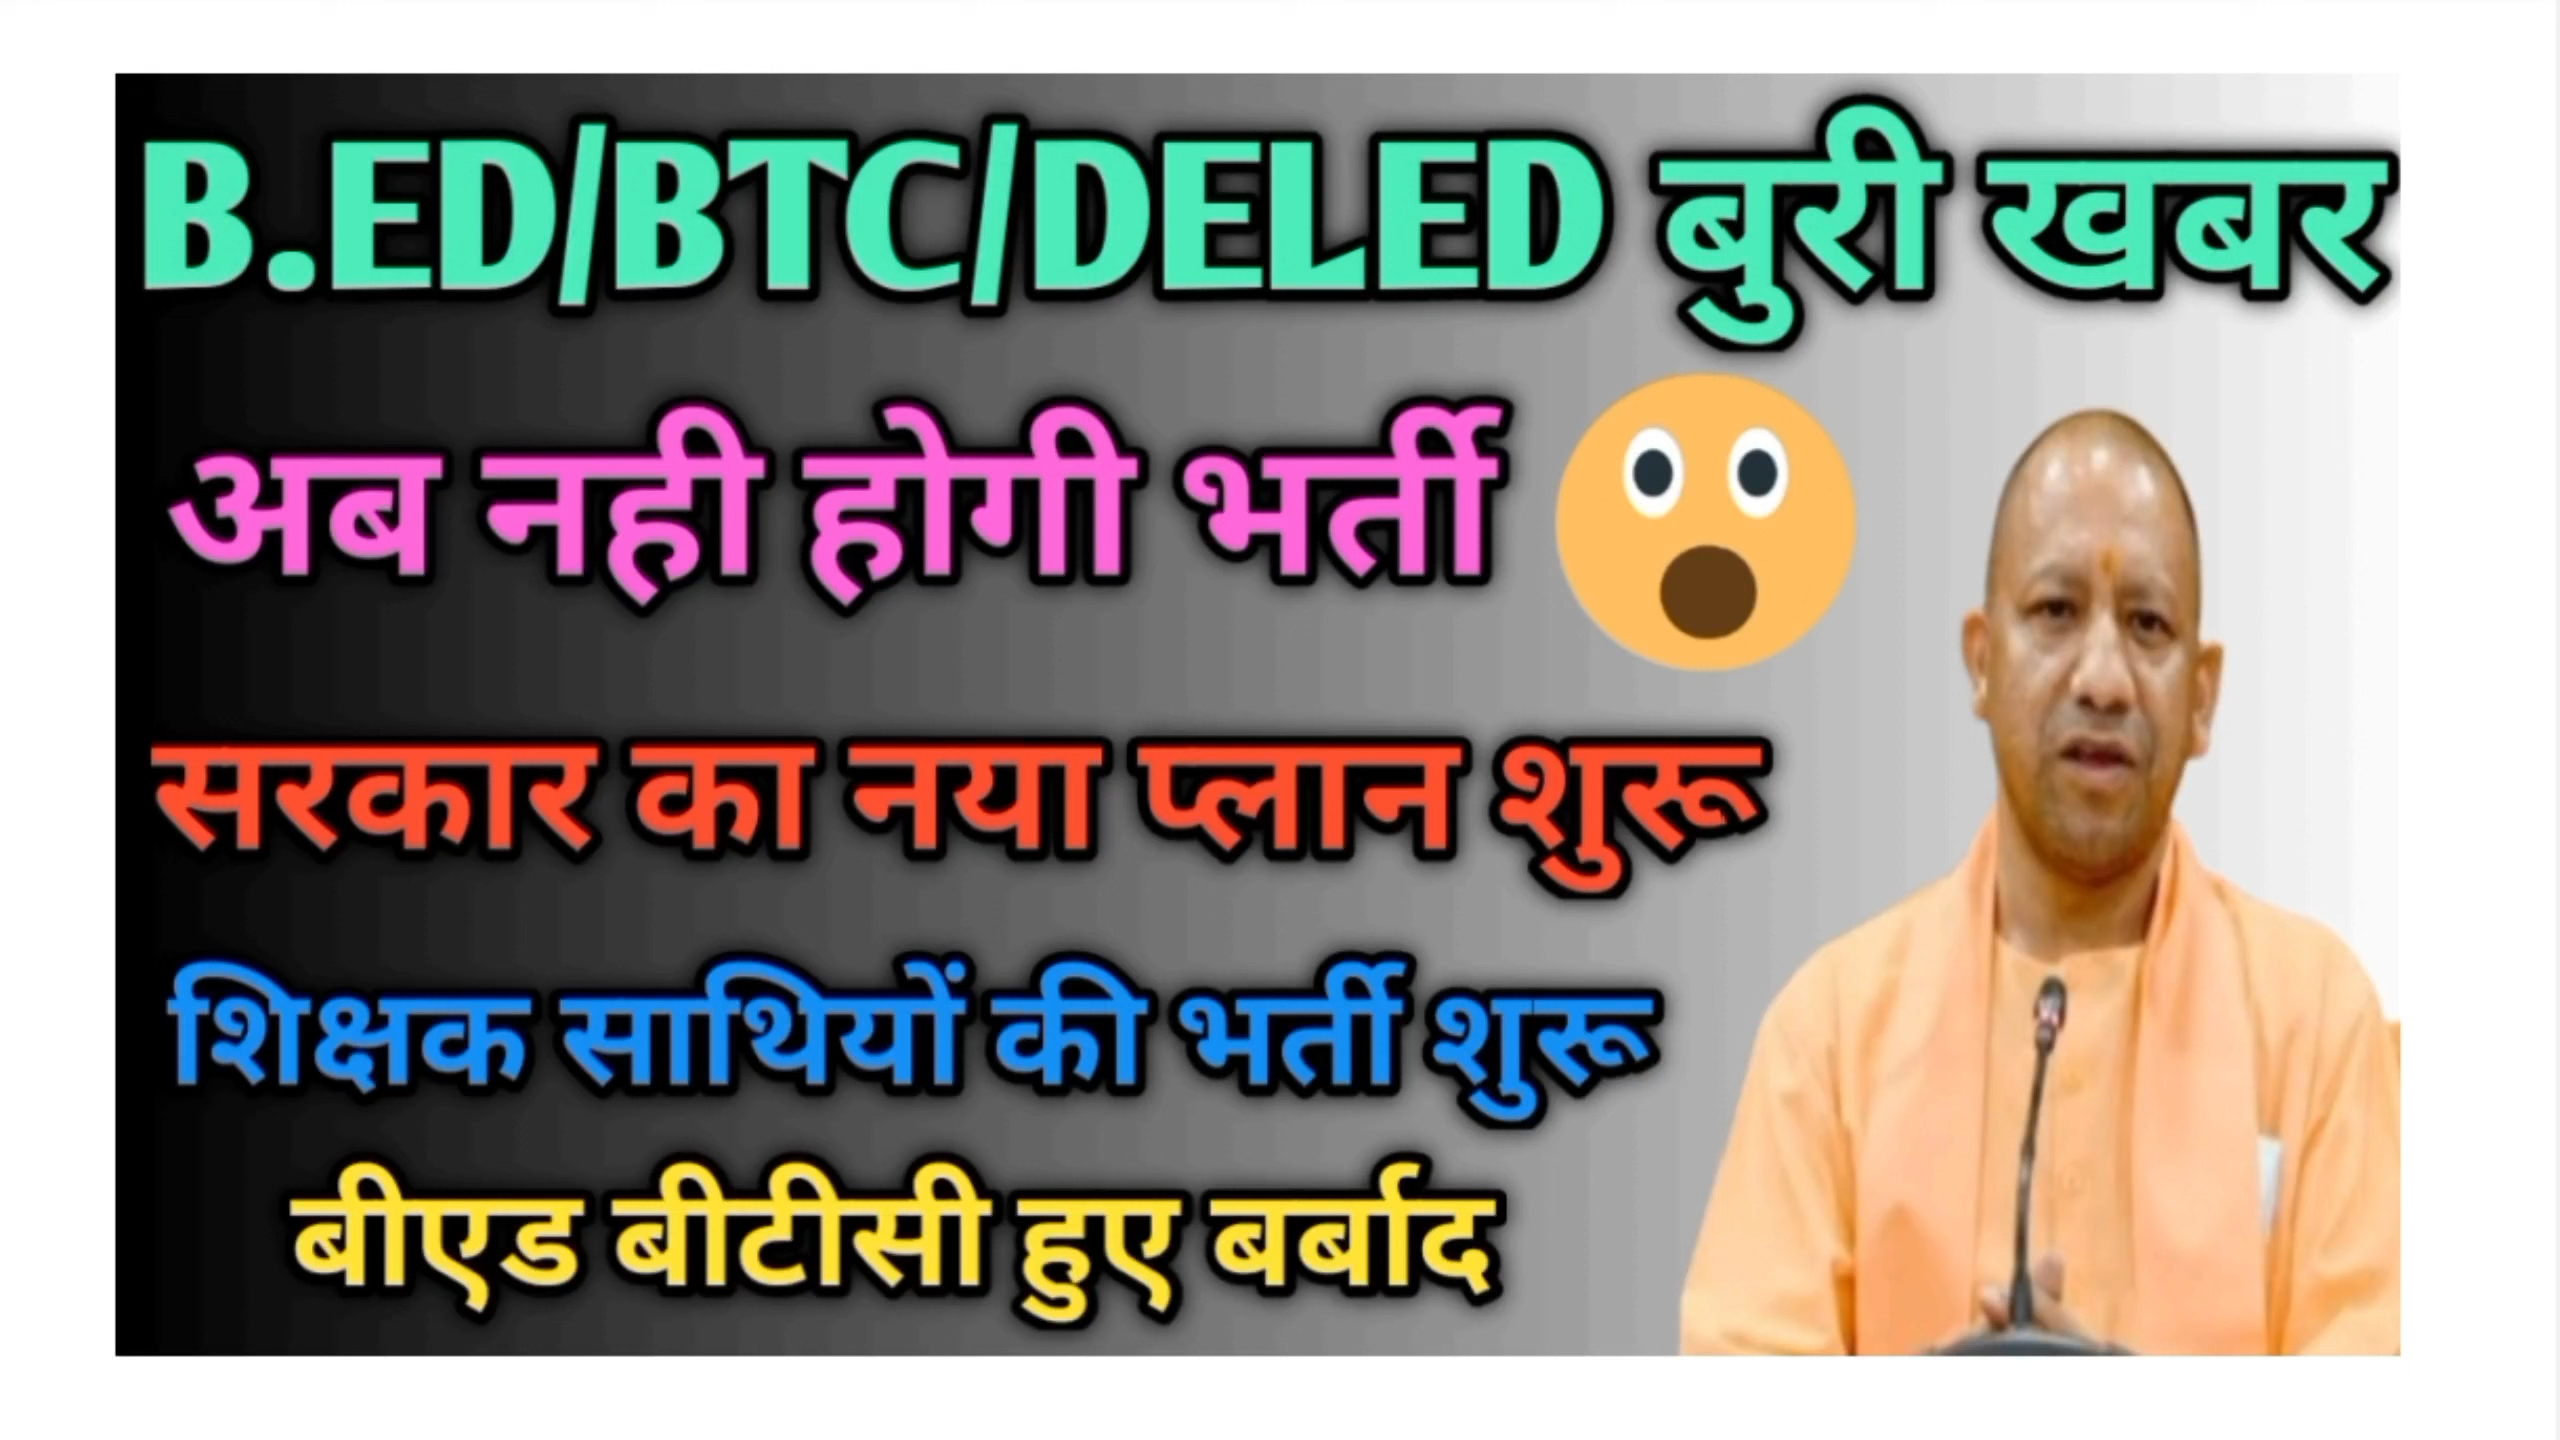 B.ED/BTC/DELED बुरी खबर
अब नही होगी भर्ती
सरकार का नया प्लान शुरू
शिक्षक साथियों की भर्ती शुरू
बीएड बीटीसी हुए बर्बाद